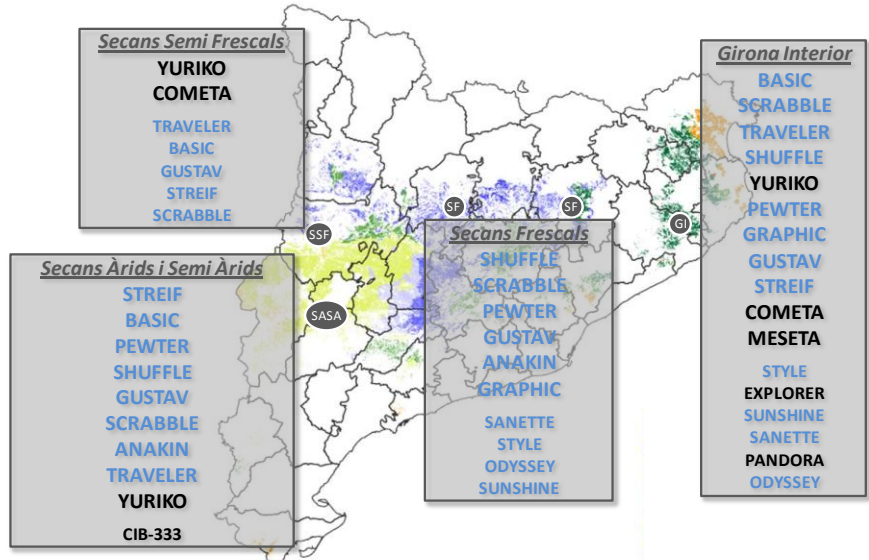 Secans Semi Frescals
YURIKO
COMETA
TRAVELER
BASIC
GUSTAV
STREIF
SCRABBLE
Girona Interior
BASIC
SCRABBLE
TRAVELER
SHUFFLE
YURIKO
PEWTER
GRAPHIC
GUSTAV
STREIF
COMETA
MESETA
STYLE
EXPLORER
SUNSHINE
SANETTE
PANDORA
ODYSSEY
SSF
SF
SF
GI
SASA
Secans Àrids i Semi Àrids
STREIF
BASIC
PEWTER
SHUFFLE
GUSTAV
SCRABBLE
ANAKIN
TRAVELER
YURIKO
CIB-333
Secans Frescals
SHUFFLE
SCRABBLE
PEWTER
GUSTAV
ANAKIN
GRAPHIC
SANETTE
STYLE
ODYSSEY
SUNSHINE